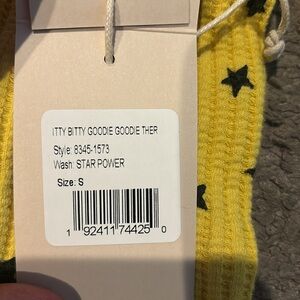 ITTY BITTY GOODIE GOODIE THER
Style: 8345-1573
Wash: STAR POWER
Size: S
1 92411 74425 0